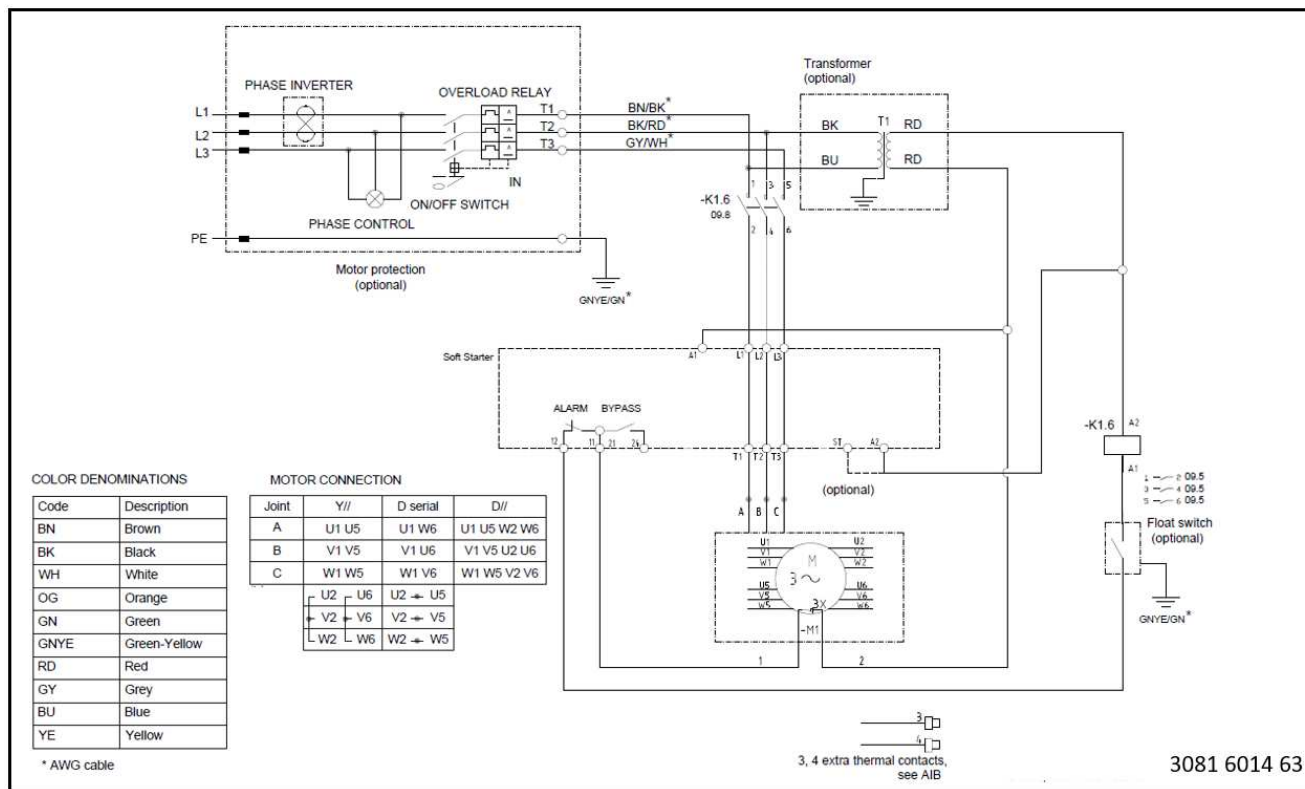 PHASE INVERTER
OVERLOAD RELAY
L1
L2
L3
T1
T2
T3
BN/BK*
BK/RD*
GY/WH*
IN
ON/OFF SWITCH
PHASE CONTROL
PE
Motor protection
(optional)
GNYE/GN*
Transformer
(optional)
BK
T1
RD
BU
RD
-K1.6
09.8
1 3 5
2 4 6
Soft Starter
A1
L1 L2 L3
ALARM BYPASS
12 11 21 24
T1 T2 T3
ST A2
(optional)
A B C
U1 U2
V1 V2
W1 W2
M
3
U5 U6
V5 V6
W5 W6
3X
-M1
1 2
-K1.6 A2
A1
1 2 09.5
3 4 09.5
5 6 09.5
Float switch
(optional)
GNYE/GN*
COLOR DENOMINATIONS
Code Description
BN Brown
BK Black
WH White
OG Orange
GN Green
GNYE Green-Yellow
RD Red
GY Grey
BU Blue
YE Yellow
* AWG cable
MOTOR CONNECTION
Joint Y// D serial D//
A U1 U5 U1 W6 U1 U5 W2 W6
B V1 V5 V1 U6 V1 V5 U2 U6
C W1 W5 W1 V6 W1 W5 V2 V6
U2 U6 U2 U5
V2 V6 V2 V5
W2 W6 W2 W5
3
4
3, 4 extra thermal contacts,
see AIB
3081 6014 63